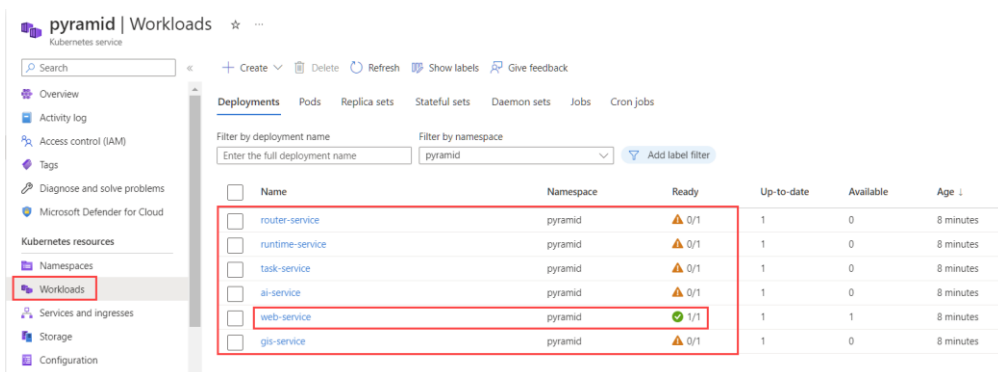 pyramid | Workloads
Kubernetes service
Search
Create Delete Refresh Show labels Give feedback
Overview
Activity log
Access control (IAM)
Tags
Diagnose and solve problems
Microsoft Defender for Cloud
Kubernetes resources
Namespaces
Workloads
Services and ingresses
Storage
Configuration
Deployments Pods Replica sets Stateful sets Daemon sets Jobs Cron jobs
Filter by deployment name Filter by namespace
Enter the full deployment name pyramid Add label filter
Name Namespace Ready Up-to-date Available Age ↓
router-service pyramid 0/1 1 0 8 minutes
runtime-service pyramid 0/1 1 0 8 minutes
task-service pyramid 0/1 1 0 8 minutes
ai-service pyramid 0/1 1 0 8 minutes
web-service pyramid 1/1 1 1 8 minutes
gis-service pyramid 0/1 1 0 8 minutes